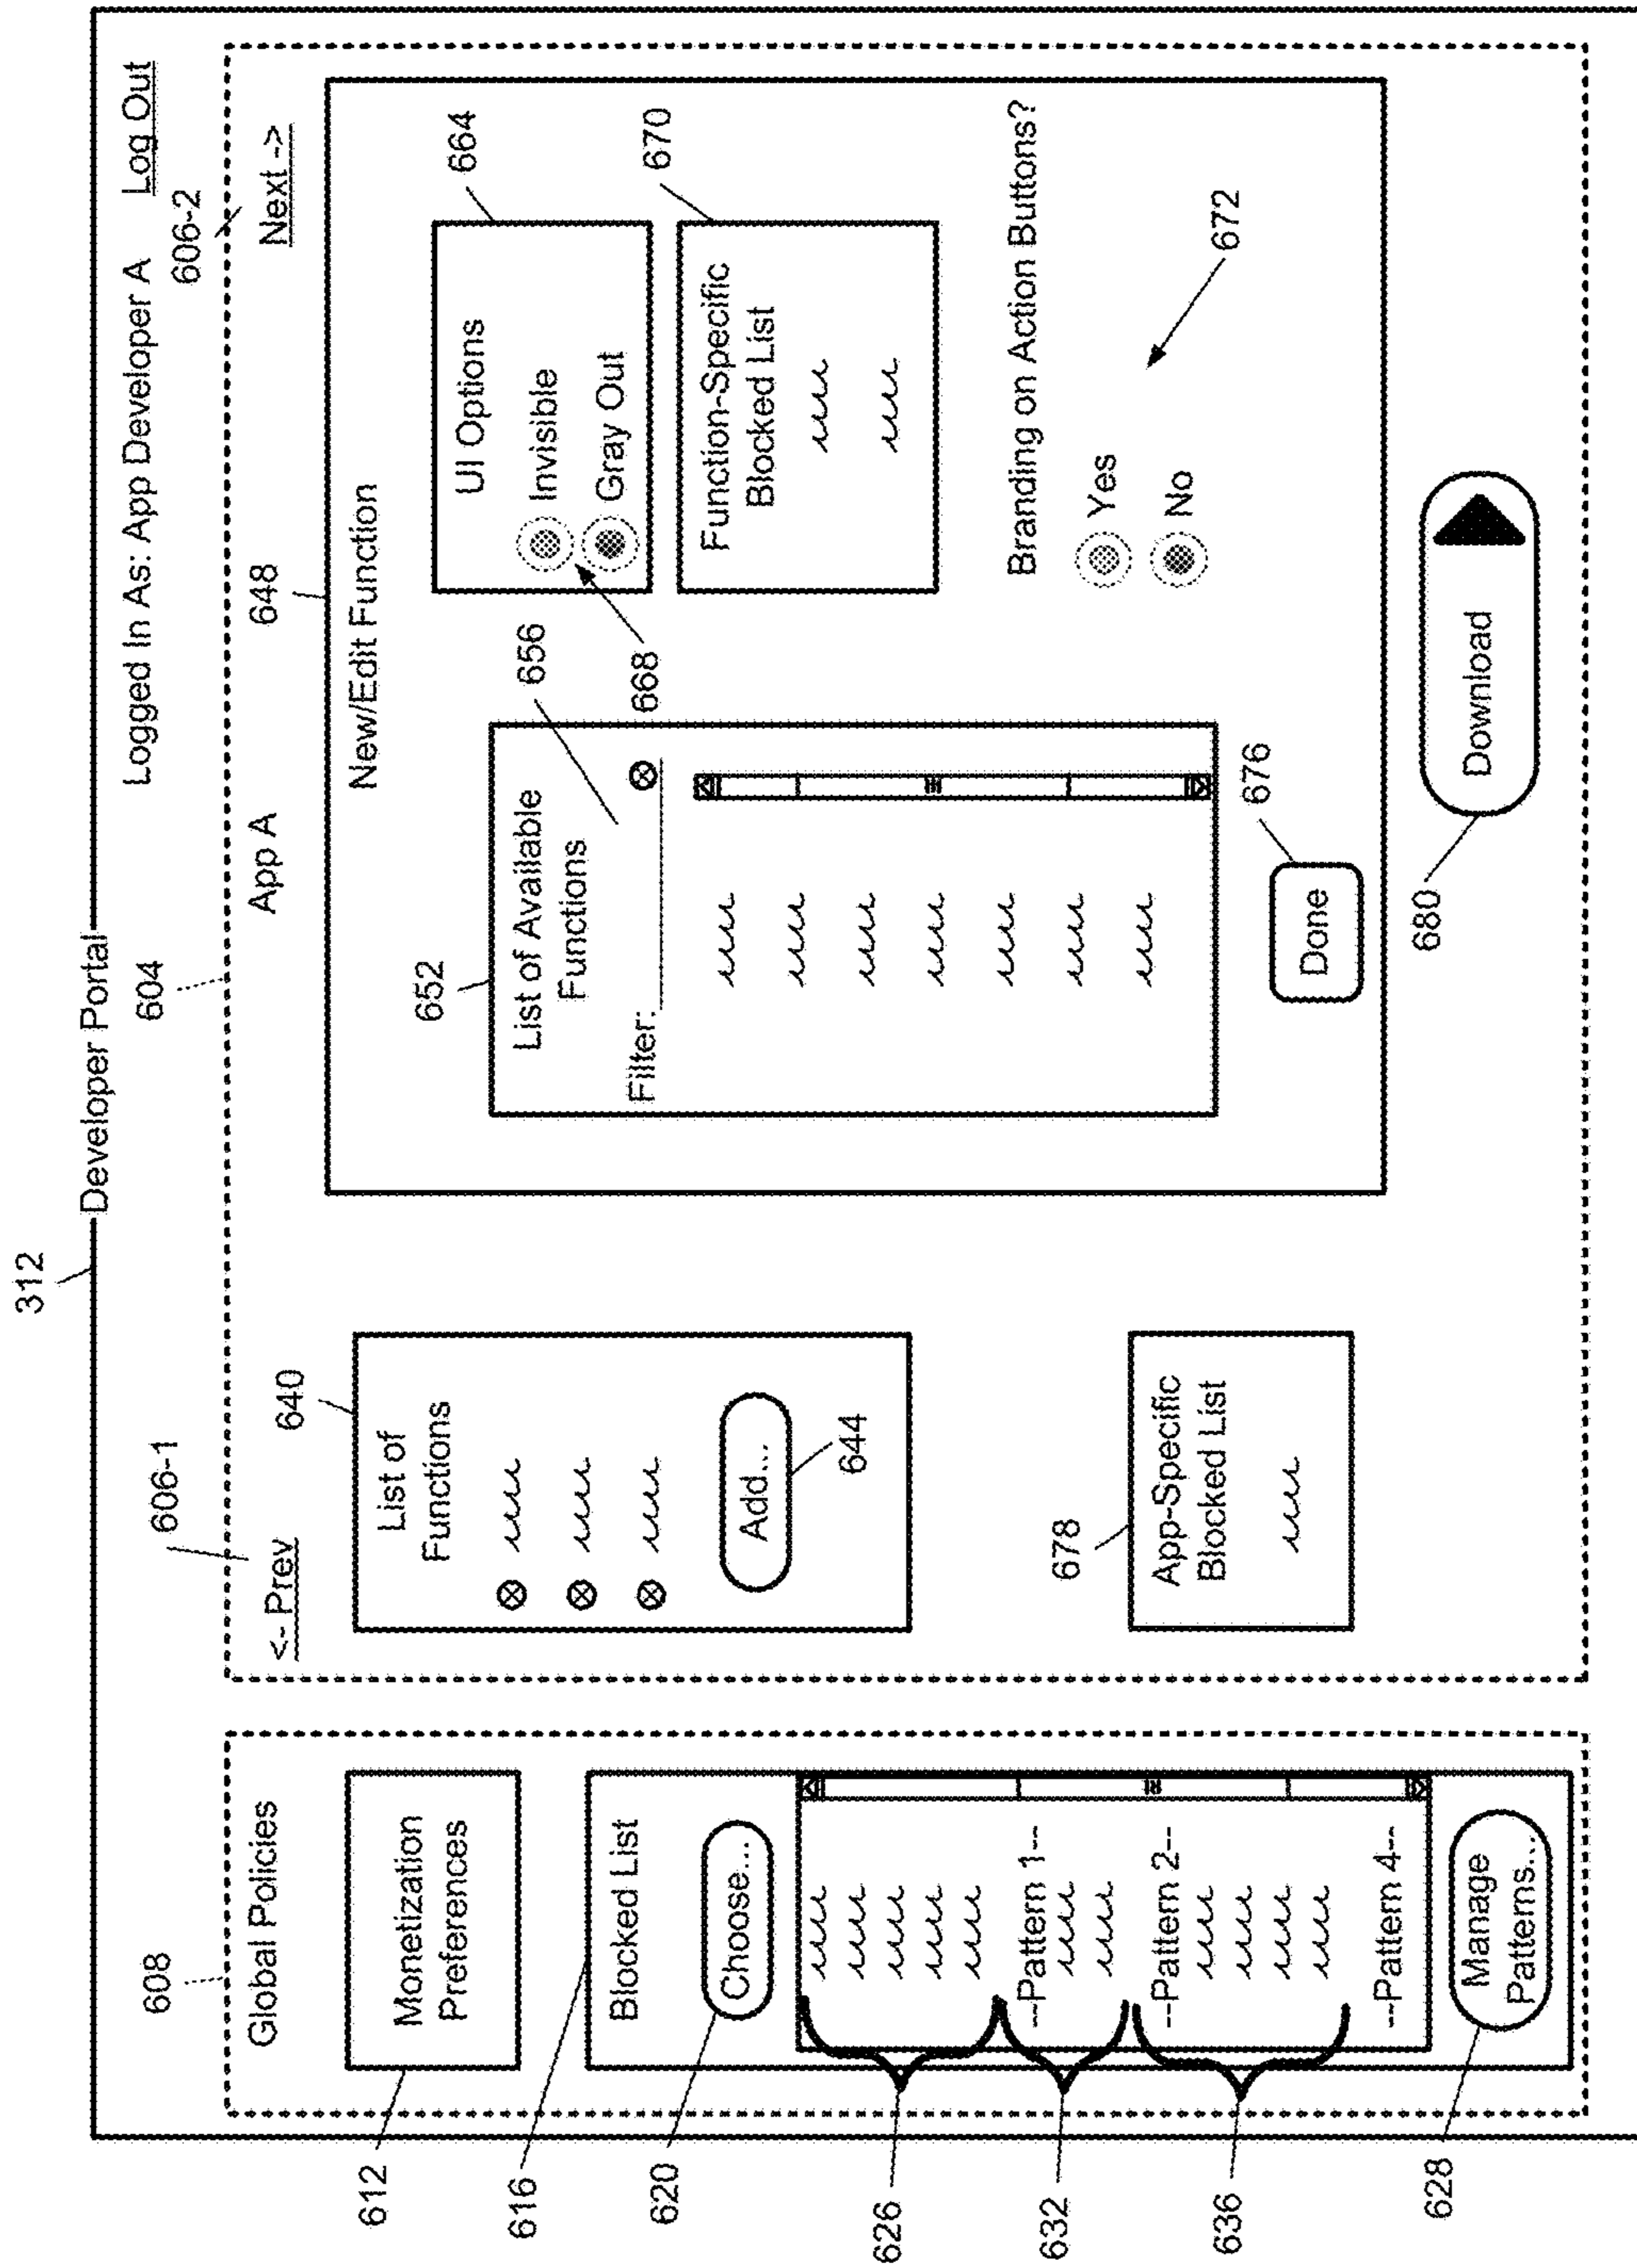 312
Developer Portal
Logged In As: App Developer A
Log Out
608
Global Policies
612
Monetization
Preferences
616
Blocked List
620
Choose...
626
--Pattern 1--
632
--Pattern 2--
636
--Pattern 4--
628
Manage
Patterns...
604
606-1
<- Prev
App A
606-2
Next ->
640
List of
Functions
Add...
644
678
App-Specific
Blocked List
648
New/Edit Function
652
List of Available
Functions
656
Filter:
668
664
UI Options
Invisible
Gray Out
670
Function-Specific
Blocked List
Branding on Action Buttons?
Yes
No
672
Done
676
680
Download